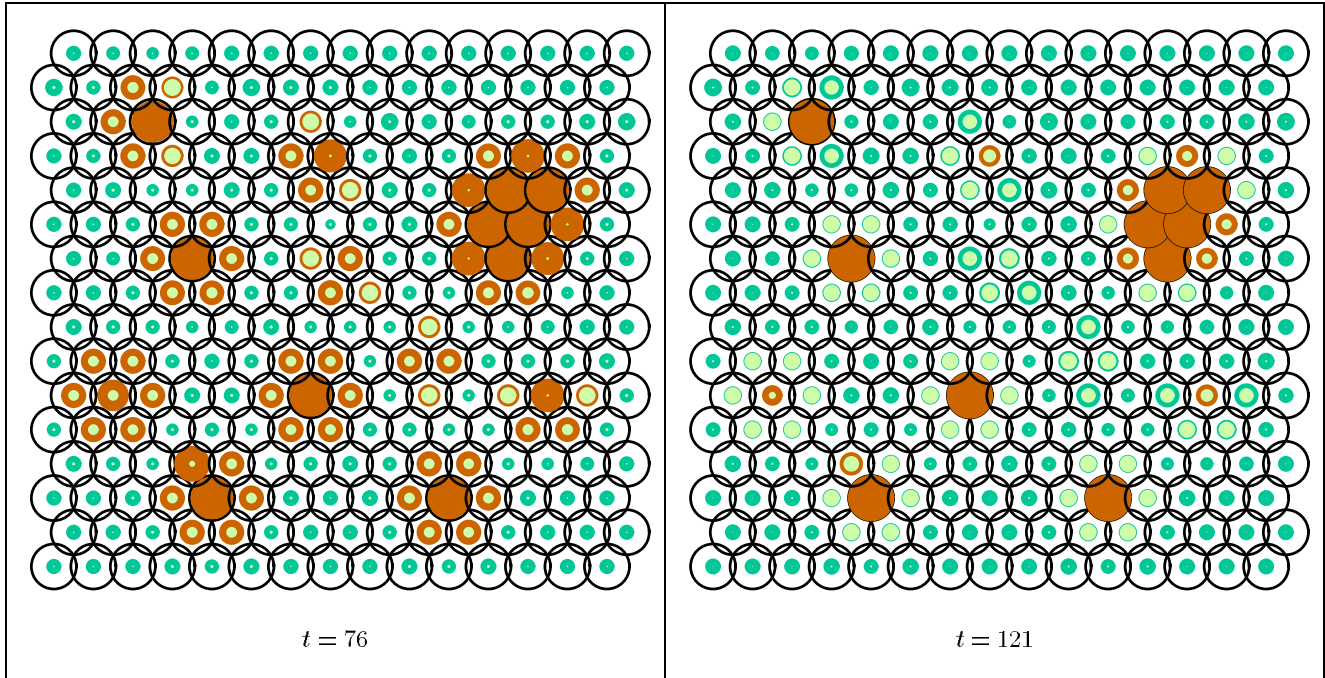 t = 76
t = 121